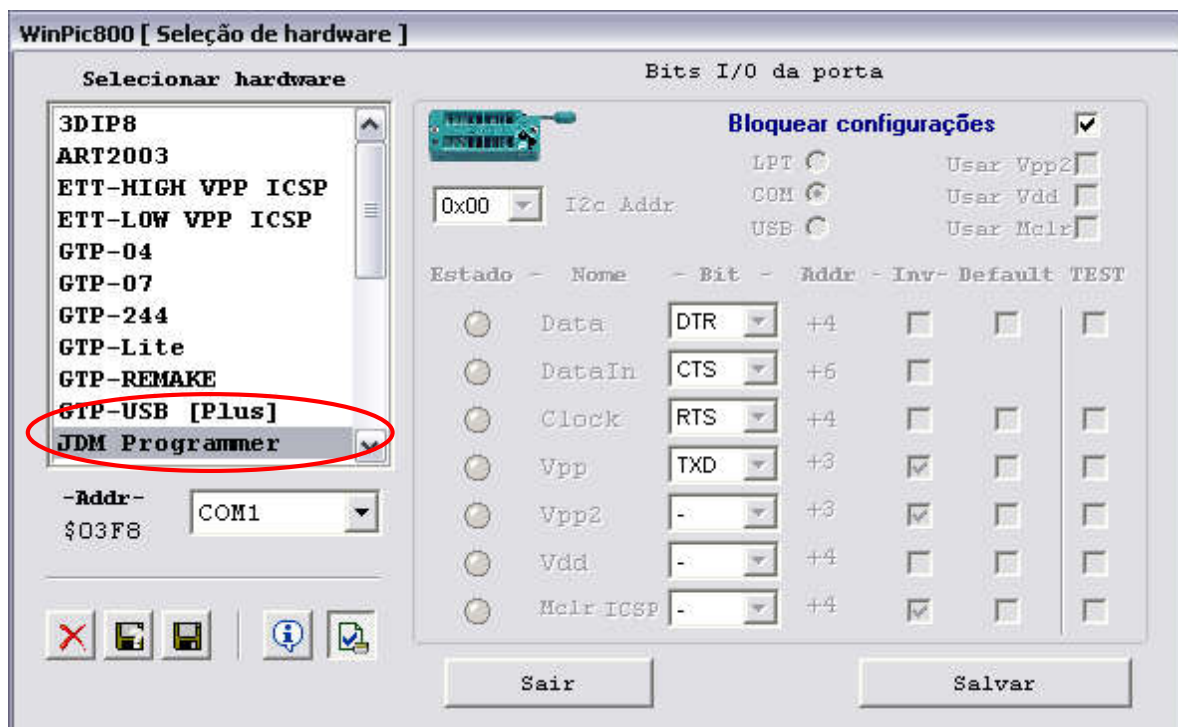 WinPic800 [ Seleção de hardware ]
Selecionar hardware
3DIP8
ART2003
ETT-HIGH VPP ICSP
ETT-LOW VPP ICSP
GTP-04
GTP-07
GTP-244
GTP-Lite
GTP-REMAKE
GTP-USB [Plus]
JDM Programmer
-Addr-
$03F8
COM1
Bits I/O da porta
Bloquear configurações
LPT Usar Vpp2
0x00 I2c Addr COM Usar Vdd
USB Usar Mclr
Estado - Nome - Bit - Addr - Inv- Default TEST
Data DTR +4
DataIn CTS +6
Clock RTS +4
Vpp TXD +3
Vpp2 - +3
Vdd - +4
Mclr ICSP - +4
Sair Salvar